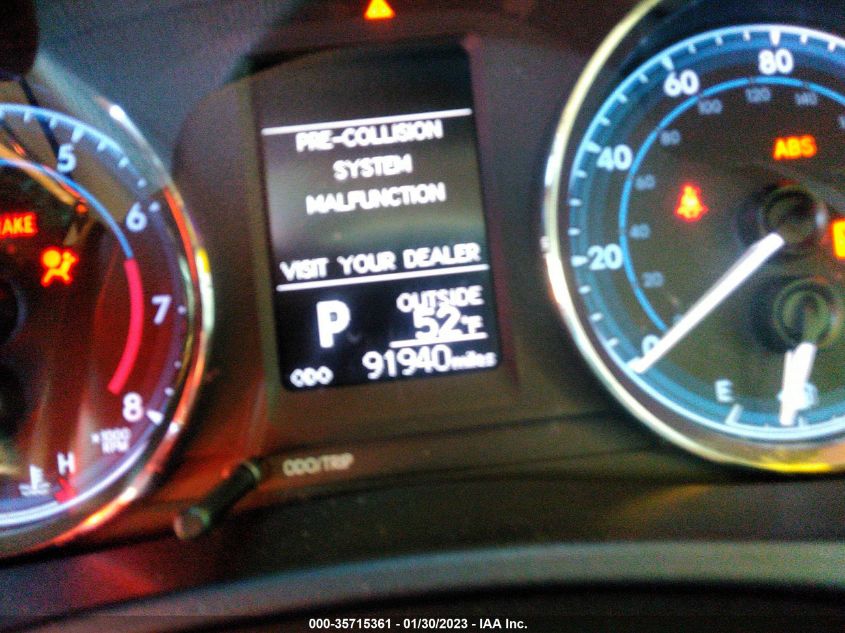 PRE-COLLISION
SYSTEM
MALFUNCTION
VISIT YOUR DEALER
P
OUTSIDE
52°F
ODO 91940 miles
ODO/TRIP
5
6
7
8
x1000
RPM
H
0
20
40
60
80
20
40
60
80
100
120
140
ABS
E
000-35715361 - 01/30/2023 - IAA Inc.